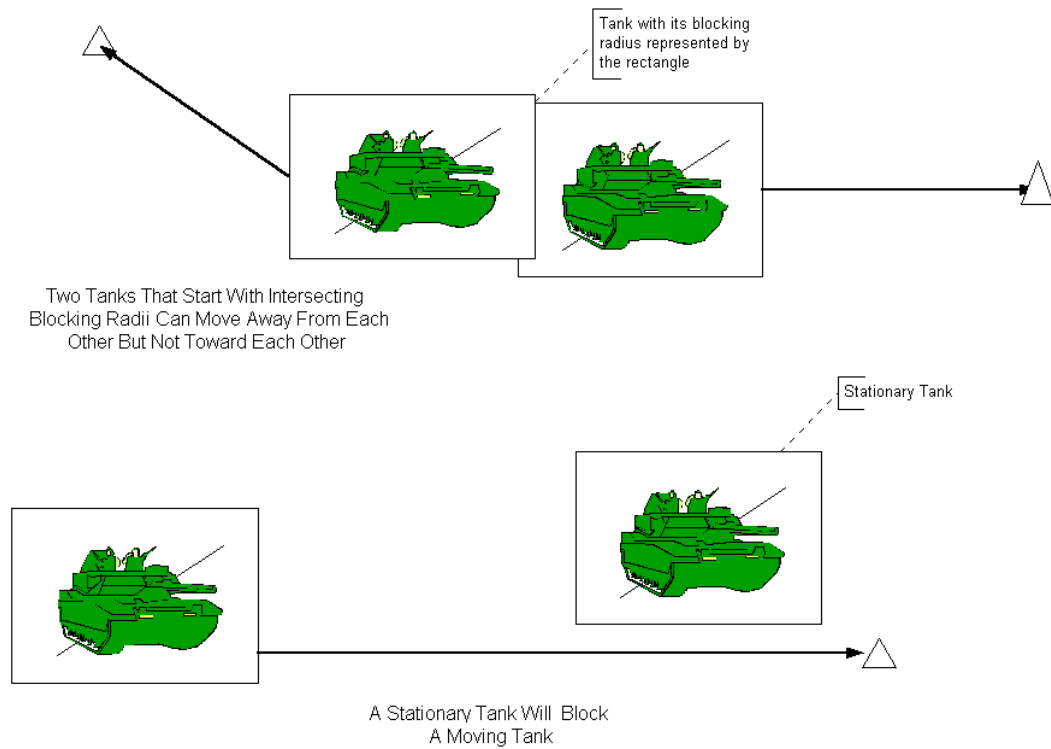 Tank with its blocking
radius represented by
the rectangle
Two Tanks That Start With Intersecting
Blocking Radii Can Move Away From Each
Other But Not Toward Each Other
Stationary Tank
A Stationary Tank Will Block
A Moving Tank